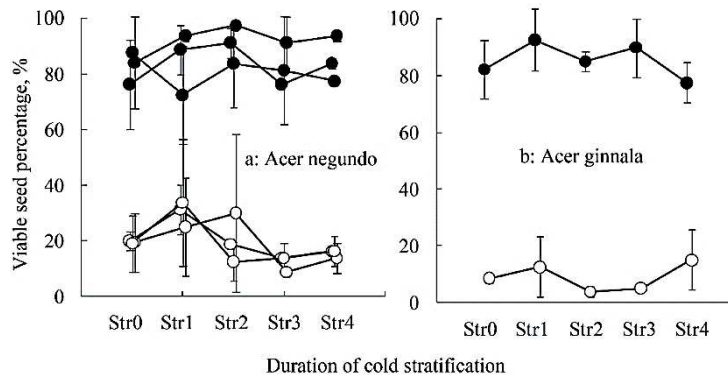 Viable seed percentage, %
100
80
60
40
20
0
a: Acer negundo
Str0 Str1 Str2 Str3 Str4
100
80
60
40
20
0
b: Acer ginnala
Str0 Str1 Str2 Str3 Str4
Duration of cold stratification